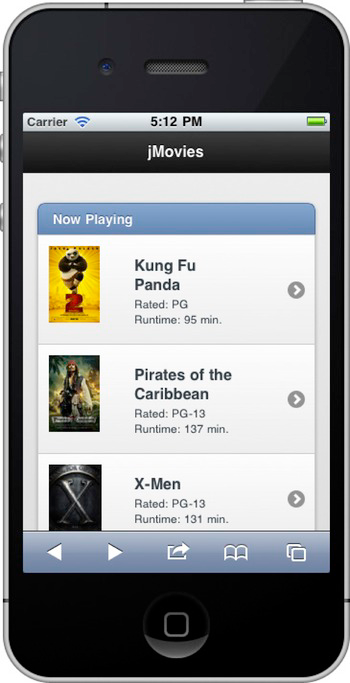 Carrier 5:12 PM
jMovies
Now Playing
Kung Fu
Panda
Rated: PG
Runtime: 95 min.
2
Pirates of the
Caribbean
Rated: PG-13
Runtime: 137 min.
X-Men
Rated: PG-13
Runtime: 131 min.
X